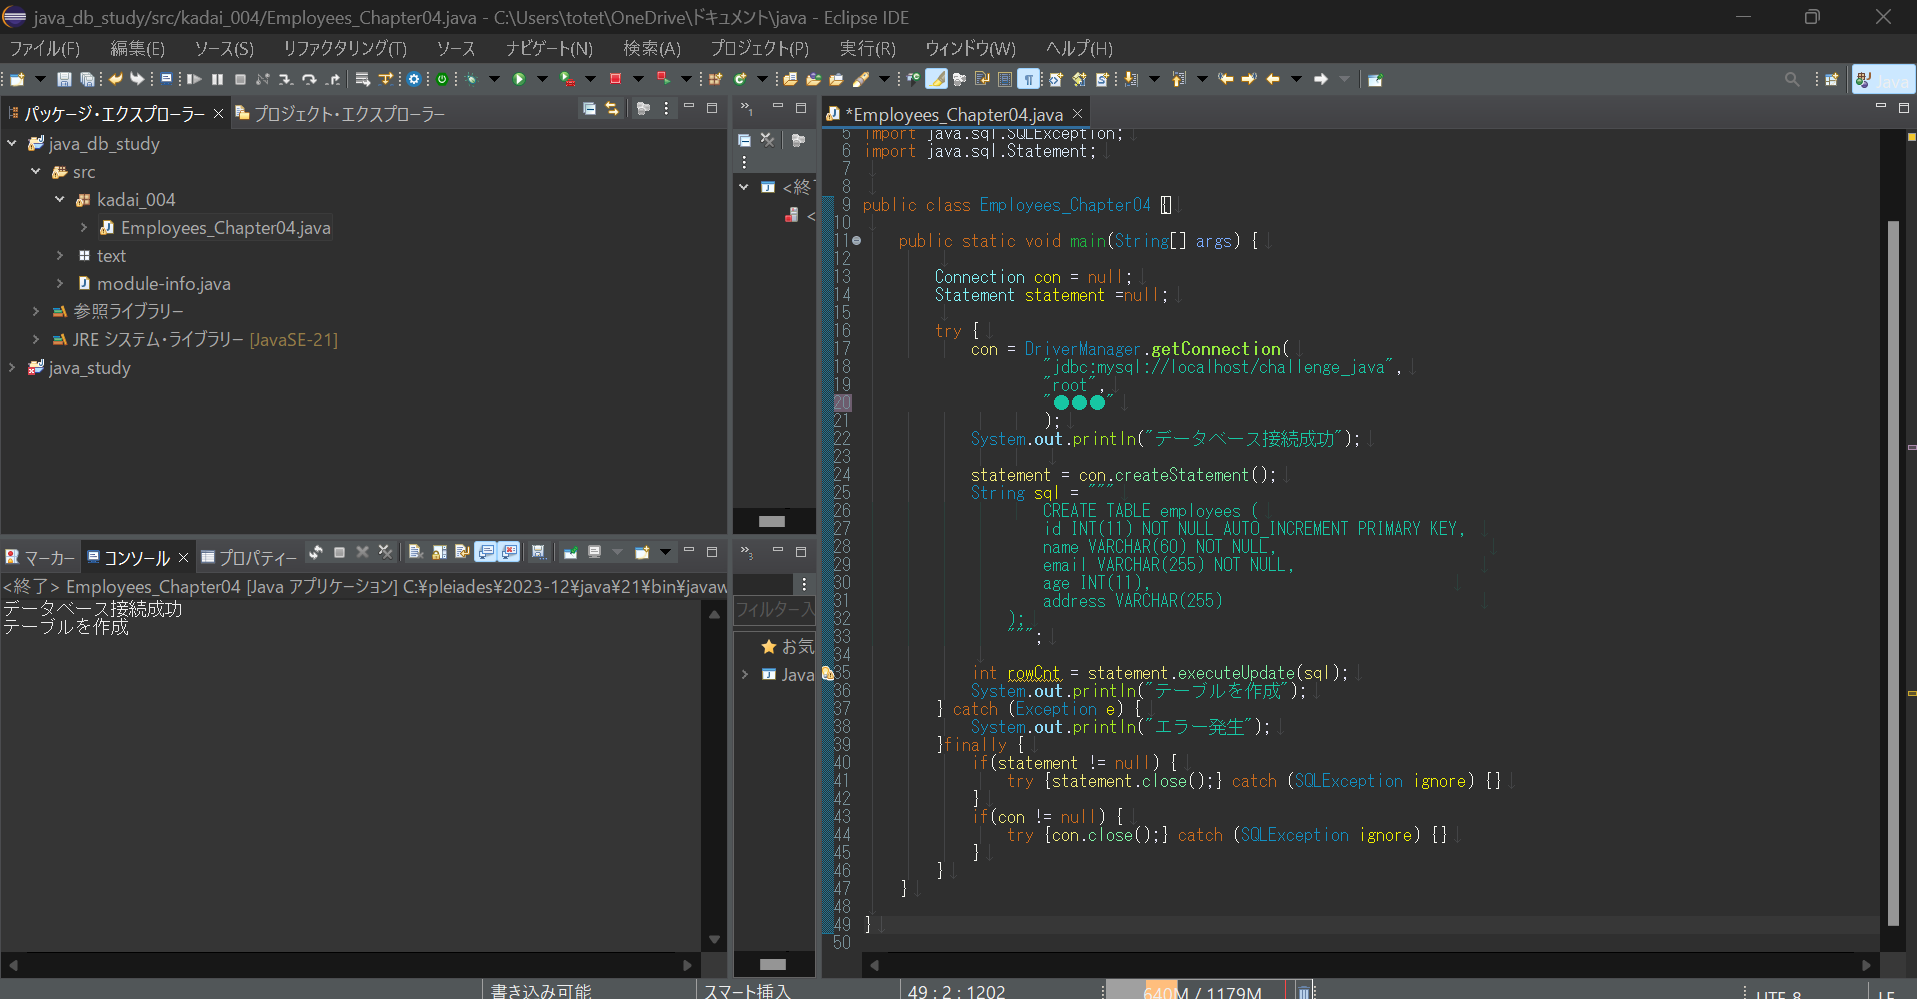 java_db_study/src/kadai_004/Employees_Chapter04.java - C:\Users\totet\OneDrive\ドキュメント\java - Eclipse IDE
ファイル(F) 編集(E) ソース(S) リファクタリング(T) ソース ナビゲート(N) 検索(A) プロジェクト(P) 実行(R) ウィンドウ(W) ヘルプ(H)
Java
パッケージ・エクスプローラー
プロジェクト・エクスプローラー
java_db_study
src
kadai_004
Employees_Chapter04.java
text
module-info.java
参照ライブラリー
JRE システム・ライブラリー [JavaSE-21]
java_study
マーカー コンソール プロパティー
<終了> Employees_Chapter04 [Java アプリケーション] C:¥pleiades¥2023-12¥java¥21¥bin¥javaw
データベース接続成功
テーブルを作成
»1
<終
<
»3
フィルター入
お気
Java
*Employees_Chapter04.java
5 import java.sql.SQLException;
6 import java.sql.Statement;
7
8
9 public class Employees_Chapter04 {
10
11 public static void main(String[] args) {
12
13 Connection con = null;
14 Statement statement =null;
15
16 try {
17 con = DriverManager.getConnection(
18 "jdbc:mysql://localhost/challenge_java",
19 "root",
20 "●●●"
21 );
22 System.out.println("データベース接続成功");
23
24 statement = con.createStatement();
25 String sql = """
26 CREATE TABLE employees (
27 id INT(11) NOT NULL AUTO_INCREMENT PRIMARY KEY,
28 name VARCHAR(60) NOT NULL,
29 email VARCHAR(255) NOT NULL,
30 age INT(11),
31 address VARCHAR(255)
32 );
33 """;
34
35 int rowCnt = statement.executeUpdate(sql);
36 System.out.println("テーブルを作成");
37 } catch (Exception e) {
38 System.out.println("エラー発生");
39 }finally {
40 if(statement != null) {
41 try {statement.close();} catch (SQLException ignore) {}
42 }
43 if(con != null) {
44 try {con.close();} catch (SQLException ignore) {}
45 }
46 }
47 }
48
49 }
50
書き込み可能 スマート挿入 49 : 2 : 1202 640M / 1179M UTF-8 LF